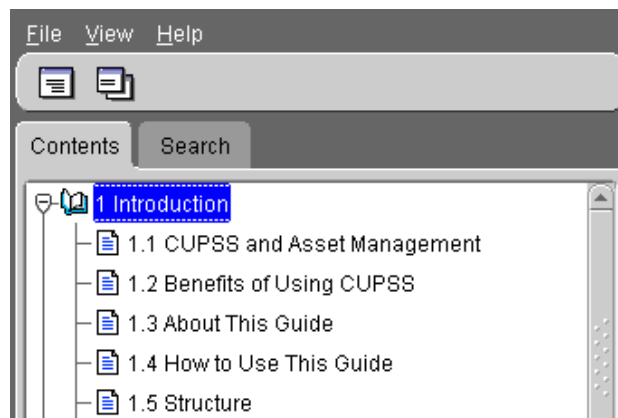 File View Help
Contents Search
1 Introduction
1.1 CUPSS and Asset Management
1.2 Benefits of Using CUPSS
1.3 About This Guide
1.4 How to Use This Guide
1.5 Structure